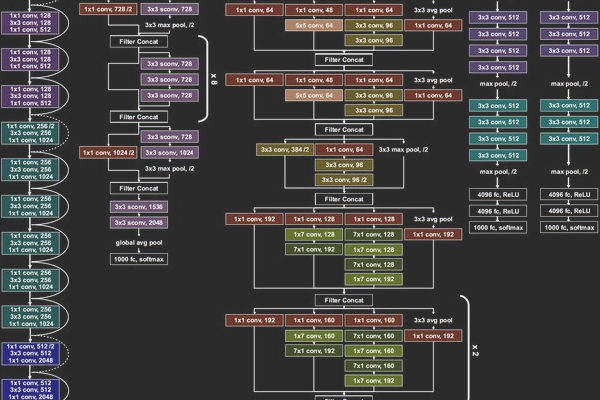 1x1 conv, 128
3x3 conv, 128
1x1 conv, 512
1x1 conv, 128
3x3 conv, 128
1x1 conv, 512
1x1 conv, 128
3x3 conv, 128
1x1 conv, 512
1x1 conv, 256 /2
3x3 conv, 256
1x1 conv, 1024
1x1 conv, 256
3x3 conv, 256
1x1 conv, 1024
1x1 conv, 256
3x3 conv, 256
1x1 conv, 1024
1x1 conv, 256
3x3 conv, 256
1x1 conv, 1024
1x1 conv, 256
3x3 conv, 256
1x1 conv, 1024
1x1 conv, 256
3x3 conv, 256
1x1 conv, 1024
1x1 conv, 512 /2
3x3 conv, 512
1x1 conv, 2048
1x1 conv, 512
3x3 conv, 512
1x1 conv, 2048
1x1 conv, 728 /2
3x3 sconv, 728
3x3 max pool, /2
Filter Concat
3x3 sconv, 728
3x3 sconv, 728
3x3 sconv, 728
x 8
Filter Concat
3x3 sconv, 728
1x1 conv, 1024 /2
3x3 sconv, 1024
3x3 max pool, /2
Filter Concat
3x3 sconv, 1536
3x3 sconv, 2048
global avg pool
1000 fc, softmax
1x1 conv, 64
1x1 conv, 48
1x1 conv, 64
3x3 avg pool
5x5 conv, 64
3x3 conv, 96
1x1 conv, 64
3x3 conv, 96
Filter Concat
1x1 conv, 64
1x1 conv, 48
1x1 conv, 64
3x3 avg pool
5x5 conv, 64
3x3 conv, 96
1x1 conv, 64
3x3 conv, 96
Filter Concat
3x3 conv, 384 /2
1x1 conv, 64
3x3 max pool, /2
3x3 conv, 96
3x3 conv, 96 /2
Filter Concat
1x1 conv, 192
1x1 conv, 128
1x1 conv, 128
3x3 avg pool
1x7 conv, 128
7x1 conv, 128
1x1 conv, 192
7x1 conv, 192
1x7 conv, 128
7x1 conv, 128
1x7 conv, 192
Filter Concat
1x1 conv, 192
1x1 conv, 160
1x1 conv, 160
3x3 avg pool
1x7 conv, 160
7x1 conv, 160
1x1 conv, 192
7x1 conv, 192
1x7 conv, 160
7x1 conv, 160
1x7 conv, 192
x 2
3x3 conv, 512
3x3 conv, 512
3x3 conv, 512
3x3 conv, 512
max pool, /2
3x3 conv, 512
3x3 conv, 512
3x3 conv, 512
3x3 conv, 512
max pool, /2
4096 fc, ReLU
4096 fc, ReLU
1000 fc, softmax
3x3 conv, 512
3x3 conv, 512
3x3 conv, 512
max pool, /2
3x3 conv, 512
3x3 conv, 512
3x3 conv, 512
max pool, /2
4096 fc, ReLU
4096 fc, ReLU
1000 fc, softmax